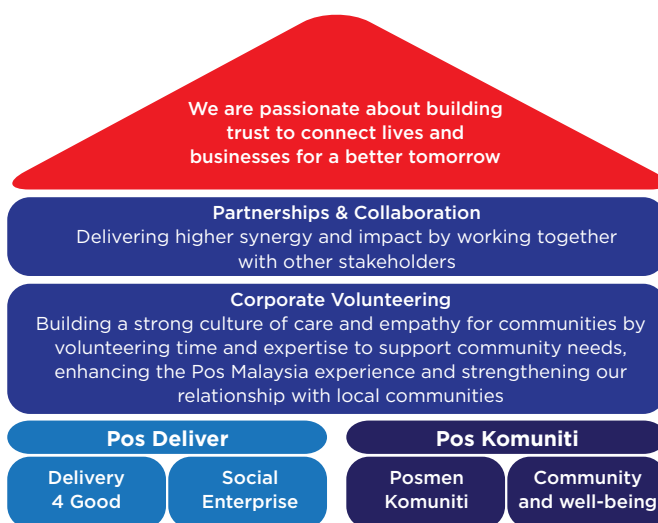 We are passionate about building
trust to connect lives and
businesses for a better tomorrow
Partnerships & Collaboration
Delivering higher synergy and impact by working together
with other stakeholders
Corporate Volunteering
Building a strong culture of care and empathy for communities by
volunteering time and expertise to support community needs,
enhancing the Pos Malaysia experience and strengthening our
relationship with local communities
Pos Deliver
Delivery
4 Good
Social
Enterprise
Pos Komuniti
Posmen
Komuniti
Community
and well-being